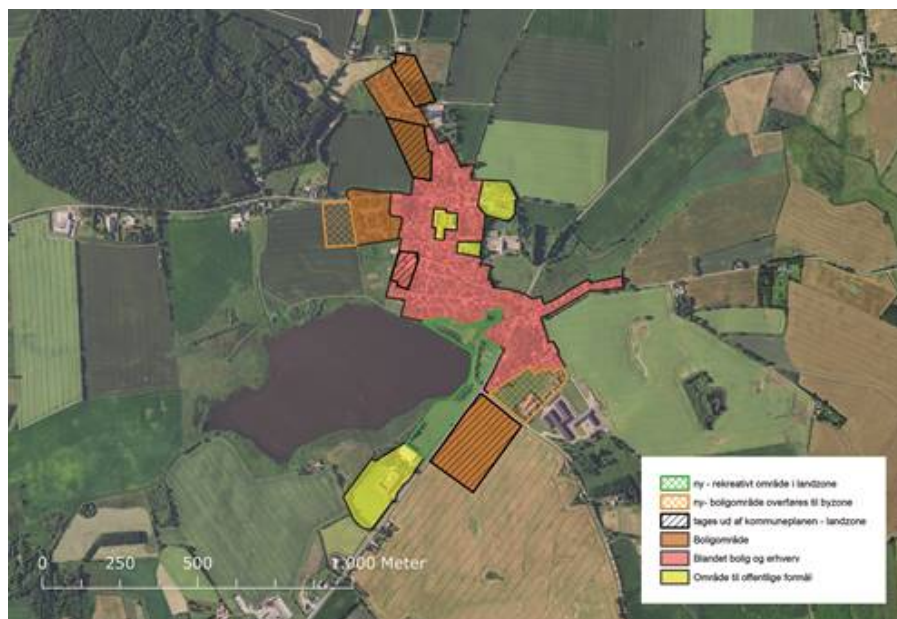 N
0 250 500 1.000 Meter
ny - rekreativt område i landzone
ny- boligområde overføres til byzone
tages ud af kommuneplanen - landzone
Boligområde
Blandet bolig og erhverv
Område til offentlige formål